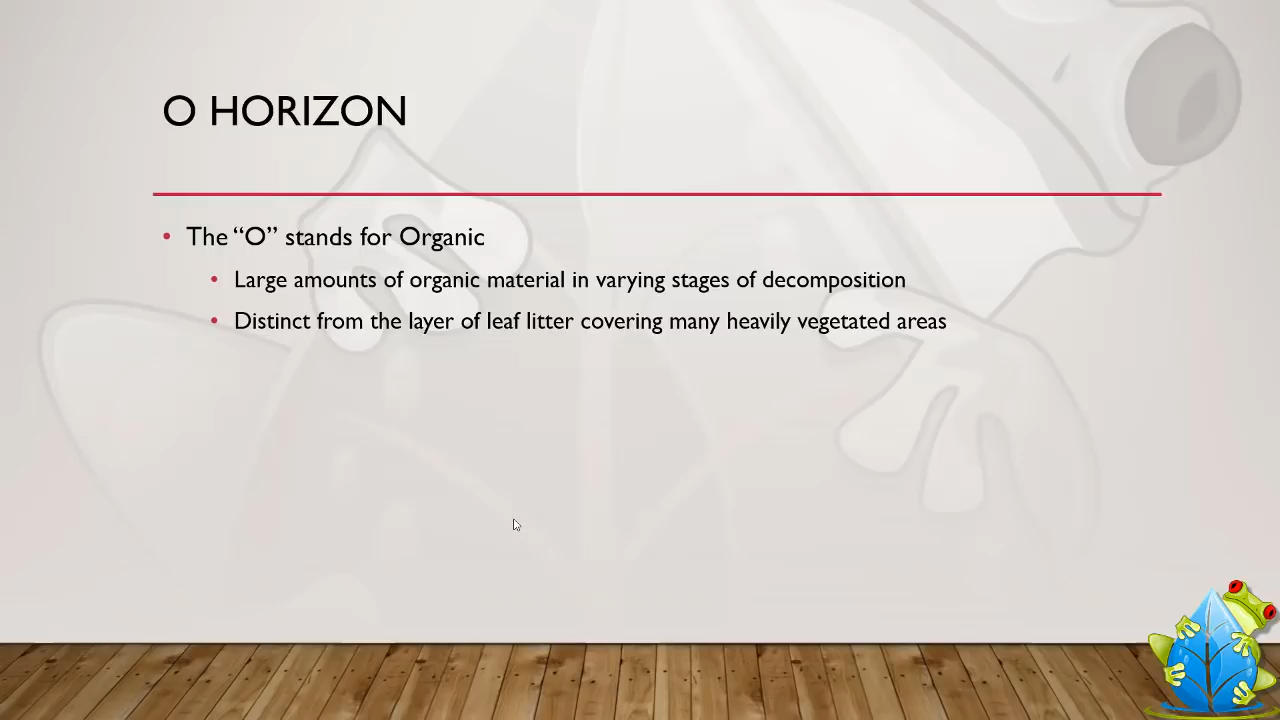 O HORIZON
• The “O” stands for Organic
• Large amounts of organic material in varying stages of decomposition
• Distinct from the layer of leaf litter covering many heavily vegetated areas